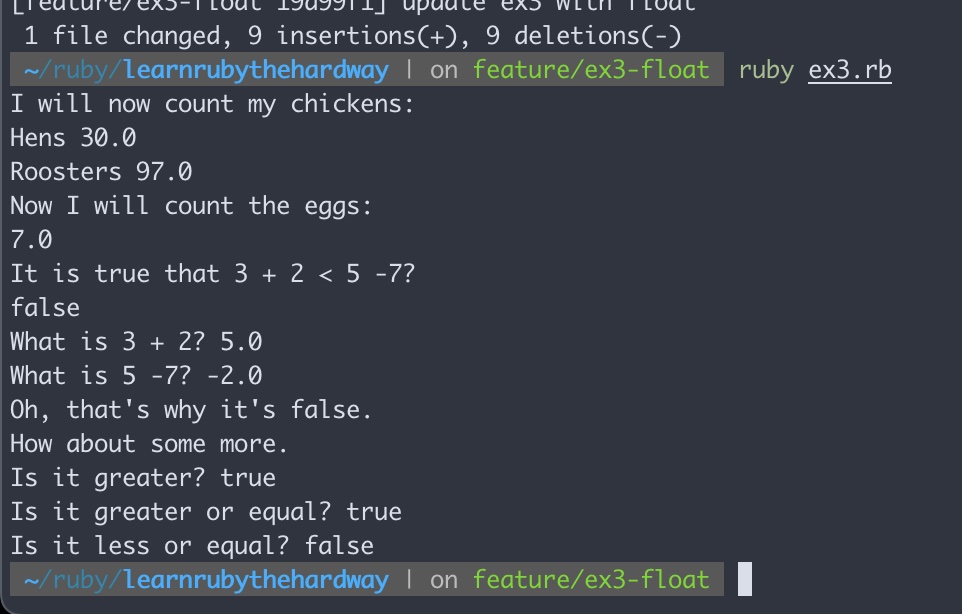 [feature/ex3-float 19a99f1] update ex3 with float
1 file changed, 9 insertions(+), 9 deletions(-)
~/ruby/learnrubythehardway | on feature/ex3-float ruby ex3.rb
I will now count my chickens:
Hens 30.0
Roosters 97.0
Now I will count the eggs:
7.0
It is true that 3 + 2 < 5 -7?
false
What is 3 + 2? 5.0
What is 5 -7? -2.0
Oh, that's why it's false.
How about some more.
Is it greater? true
Is it greater or equal? true
Is it less or equal? false
~/ruby/learnrubythehardway | on feature/ex3-float